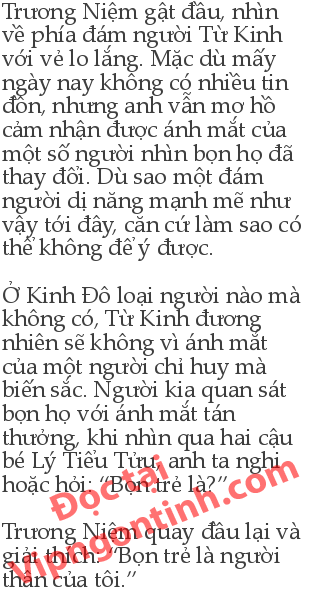 Trương Niệm gật đầu, nhìn
về phía đám người Từ Kinh
với vẻ lo lắng. Mặc dù mấy
ngày nay không có nhiều tin
đồn, nhưng anh vẫn mơ hồ
cảm nhận được ánh mắt của
một số người nhìn bọn họ đã
thay đổi. Dù sao một đám
người dị năng mạnh mẽ như
vậy tới đây, căn cứ làm sao có
thể không để ý được.
Ở Kinh Đô loại người nào mà
không có, Từ Kinh đương
nhiên sẽ không vì ánh mắt
của một người chỉ huy mà
biến sắc. Người kia quan sát
bọn họ với ánh mắt tán
thưởng, khi nhìn qua hai cậu
bé Lý Tiểu Tửu, anh ta nghi
hoặc hỏi: “Bọn trẻ là?”
Trương Niệm quay đầu lại và
giải thích: “Bọn trẻ là người
thân của tôi.”
Đọc tại
Vipngontinh.com